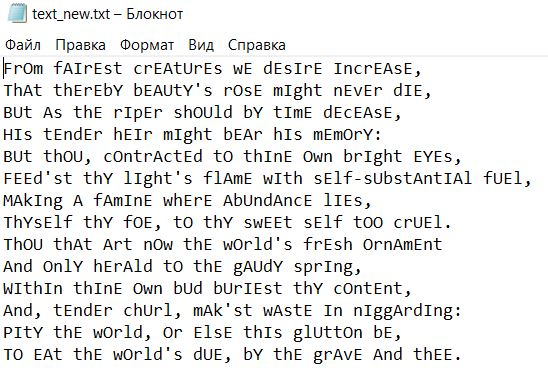 text_new.txt – Блокнот
Файл Правка Формат Вид Справка
FrOm fAIrEst crEAtUrEs wE dEsIrE IncrEAsE,
ThAt thErEbY bEAUtY's rOsE mIght nEvEr dIE,
BUt As thE rIpEr shOUld bY tImE dEcEAsE,
HIs tEndEr hEIr mIght bEAr hIs mEmOrY:
BUt thOU, cOntrActEd tO thInE Own brIght EYEs,
FEEd'st thY lIght's flAmE wIth sElf-sUbstAntIAl fUEl,
MAkIng A fAmInE whErE AbUndAncE lIEs,
ThYsElf thY fOE, tO thY swEEt sElf tOO crUEl.
ThOU thAt Art nOw thE wOrld's frEsh OrnAmEnt
And OnlY hErAld tO thE gAUdY sprIng,
WIthIn thInE Own bUd bUrIEst thY cOntEnt,
And, tEndEr chUrl, mAk'st wAstE In nIggArdIng:
PItY thE wOrld, Or ElsE thIs glUttOn bE,
TO EAt thE wOrld's dUE, bY thE grAvE And thEE.